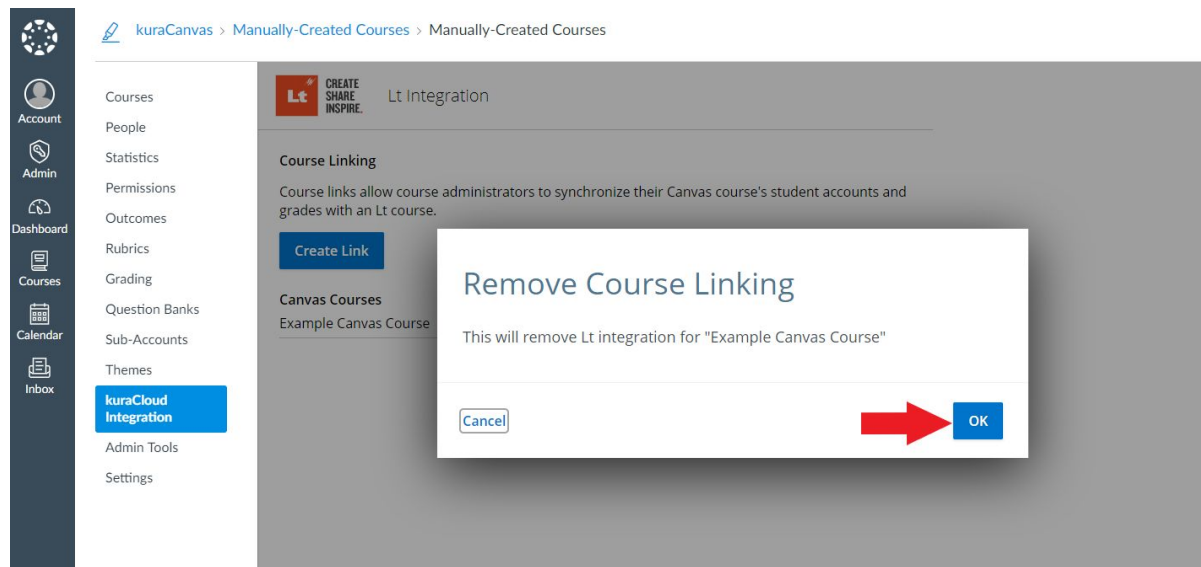 kuraCanvas > Manually-Created Courses > Manually-Created Courses
Account
Admin
Dashboard
Courses
Calendar
Inbox
Courses
People
Statistics
Permissions
Outcomes
Rubrics
Grading
Question Banks
Sub-Accounts
Themes
kuraCloud
Integration
Admin Tools
Settings
Lt
CREATE
SHARE
INSPIRE.
Lt Integration
Course Linking
Course links allow course administrators to synchronize their Canvas course's student accounts and
grades with an Lt course.
Create Link
Canvas Courses
Example Canvas Course
Remove Course Linking
This will remove Lt integration for "Example Canvas Course"
Cancel
OK